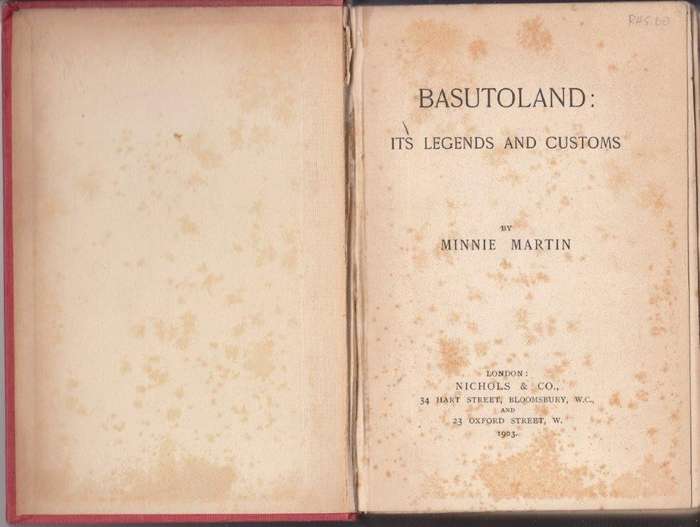 BASUTOLAND:
ITS LEGENDS AND CUSTOMS
BY
MINNIE MARTIN
LONDON:
NICHOLS & CO.,
34 HART STREET, BLOOMSBURY, W.C.,
AND
23 OXFORD STREET, W.
1903.